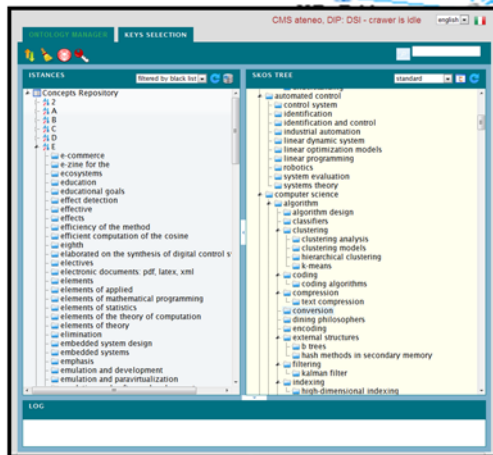 CMS ateneo, DIP: DSI - crawer is idle
english
ONTOLOGY MANAGER
KEYS SELECTION
ISTANCES
filtered by black list
Concepts Repository
2
A
B
C
D
E
e-commerce
e-zine for the
ecosystems
education
educational goals
effect detection
effective
effects
efficiency of the method
efficient computation of the cosine
eighth
elaborated on the synthesis of digital control s
electives
electronic documents: pdf, latex, xml
elements
elements of applied
elements of mathematical programming
elements of statistics
elements of the theory of computation
elements of theory
elimination
embedded system design
embedded systems
emphasis
emulation and development
emulation and paravirtualization
SKOS TREE
standard
automated control
control system
identification
identification and control
industrial automation
linear dynamic system
linear optimization models
linear programming
robotics
system evaluation
systems theory
computer science
algorithm
algorithm design
classifiers
clustering
clustering analysis
clustering models
hierarchical clustering
k-means
coding
coding algorithms
compression
text compression
conversion
dining philosophers
encoding
external structures
b trees
hash methods in secondary memory
filtering
kalman filter
indexing
high-dimensional indexing
LOG